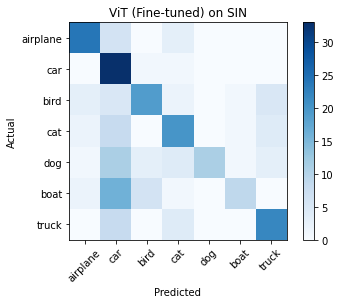 ViT (Fine-tuned) on SIN
Actual
airplane
car
bird
cat
dog
boat
truck
airplane
car
bird
cat
dog
boat
truck
Predicted
30
25
20
15
10
5
0